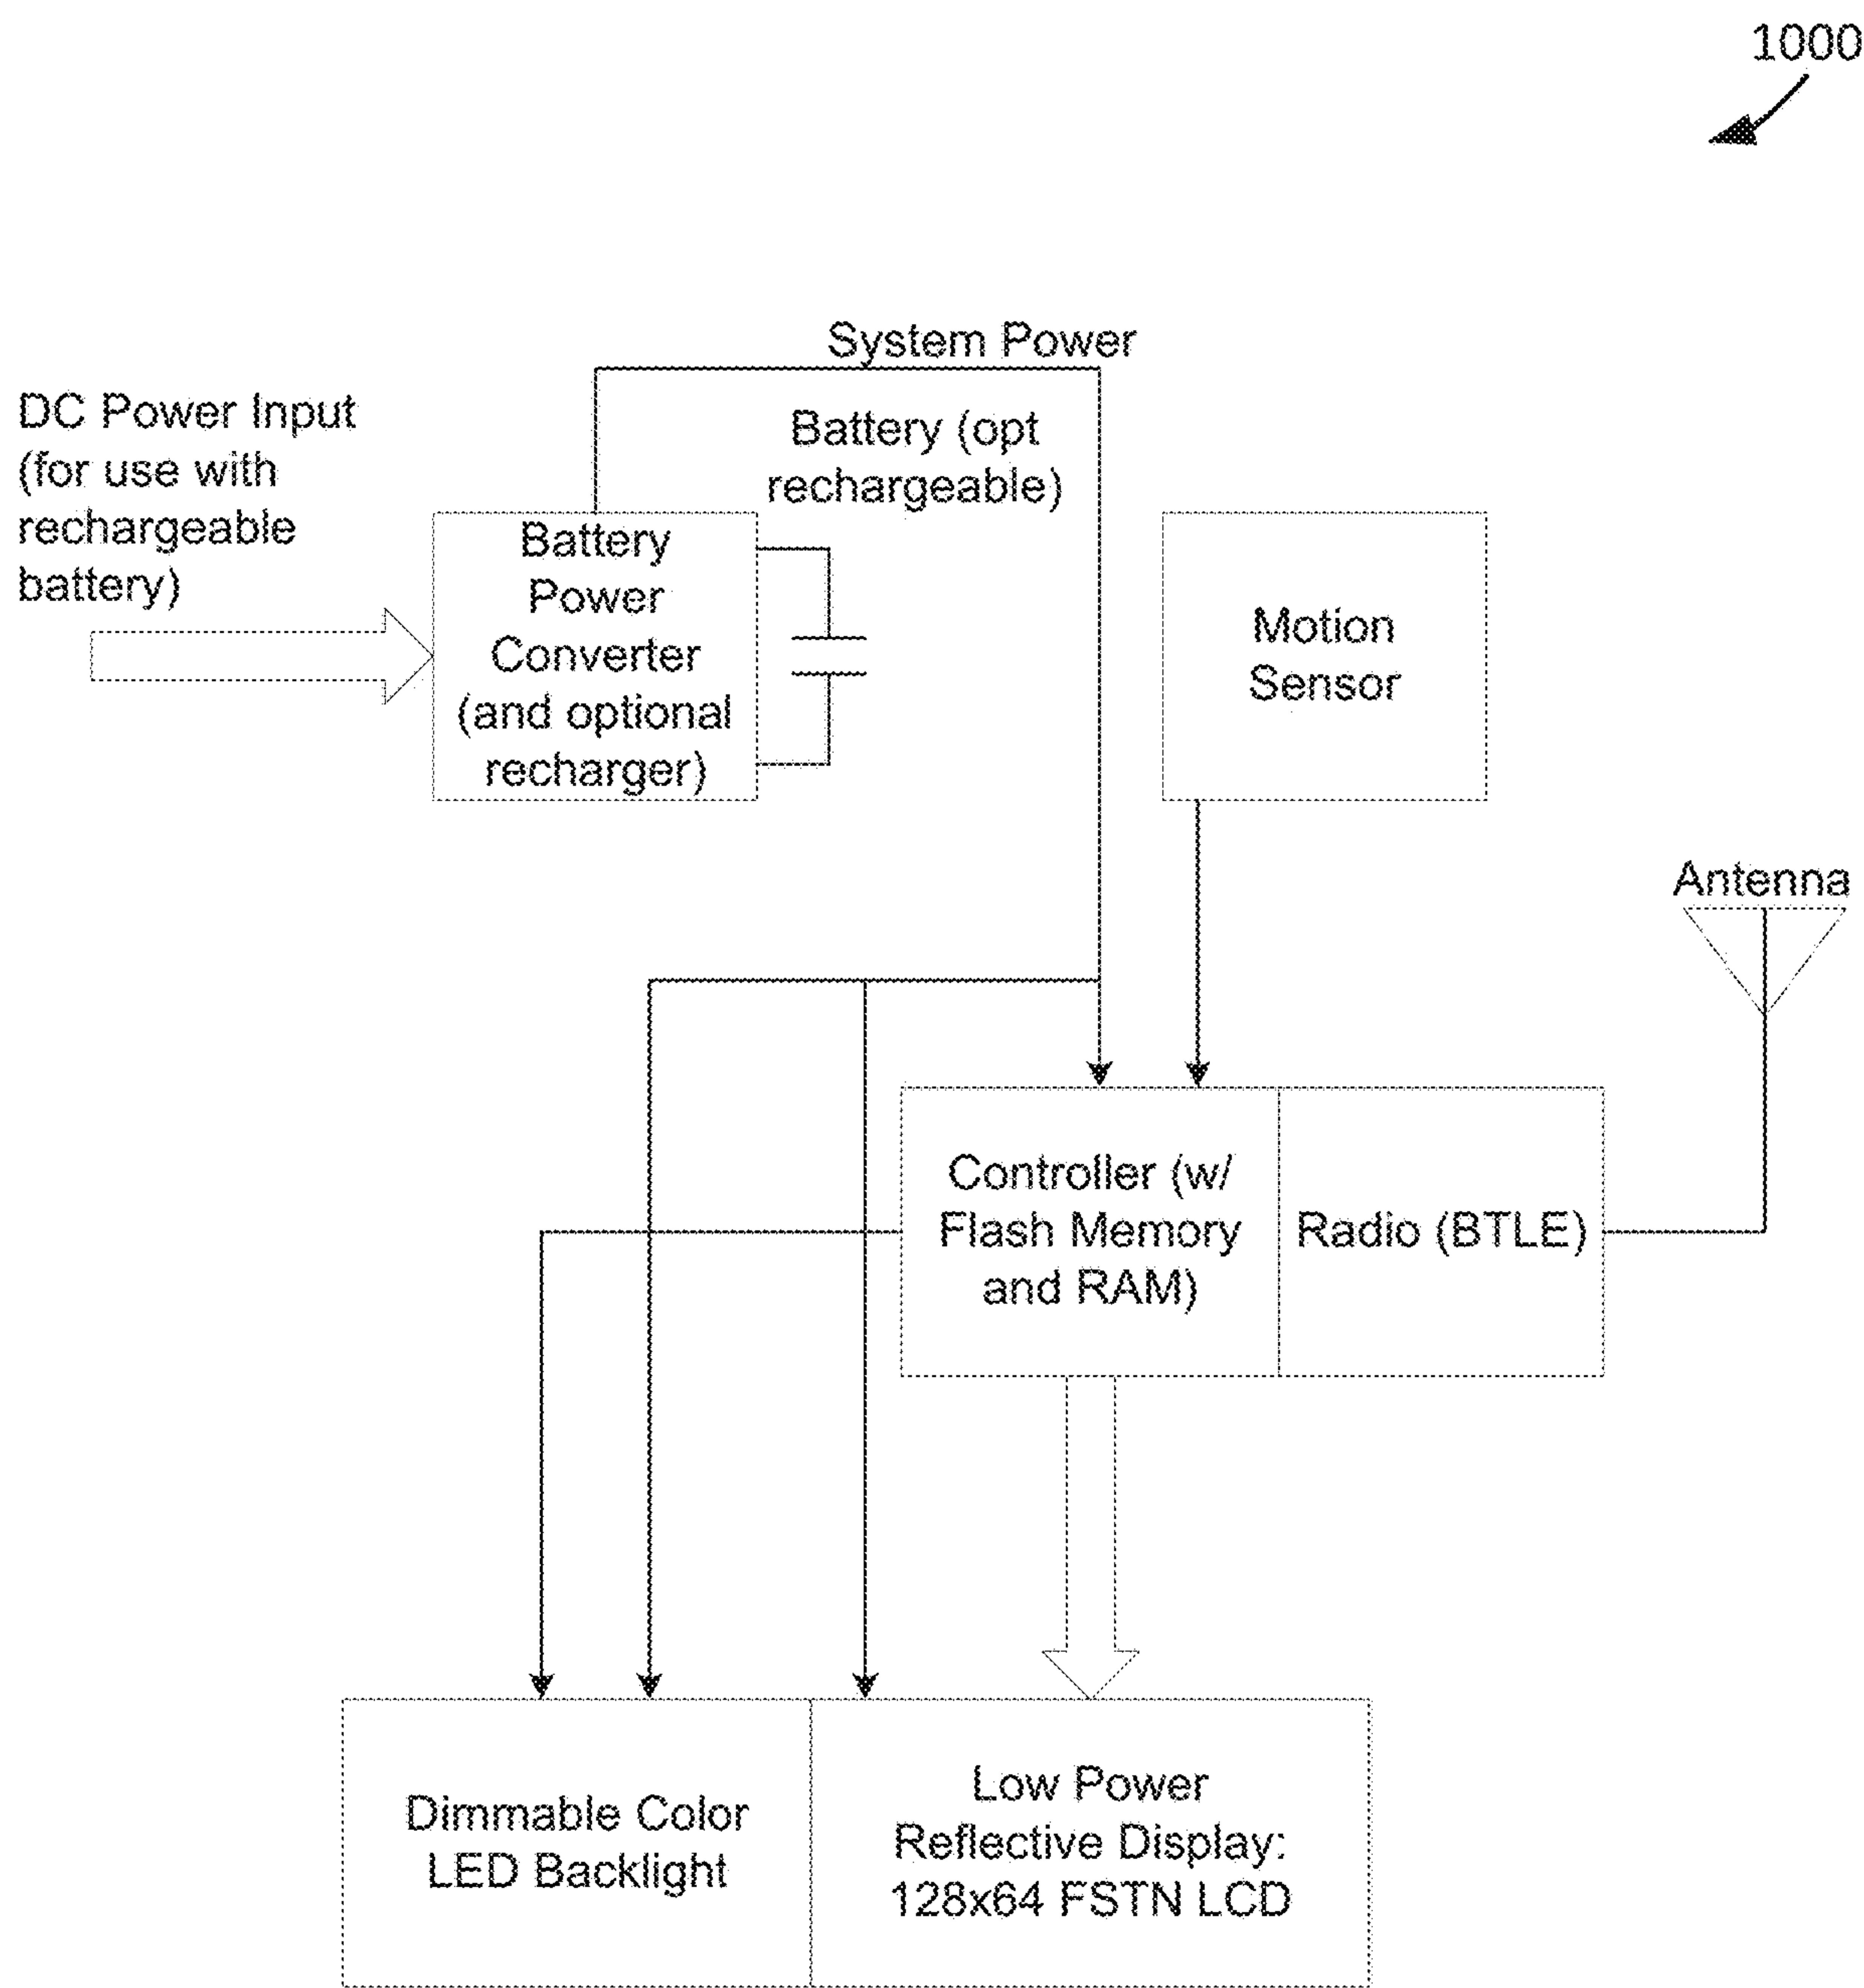 1000
System Power
DC Power Input
(for use with
rechargeable
battery)
Battery (opt
rechargeable)
Battery
Power
Converter
(and optional
recharger)
Motion
Sensor
Antenna
Controller (w/
Flash Memory
and RAM)
Radio (BTLE)
Dimmable Color
LED Backlight
Low Power
Reflective Display:
128x64 FSTN LCD